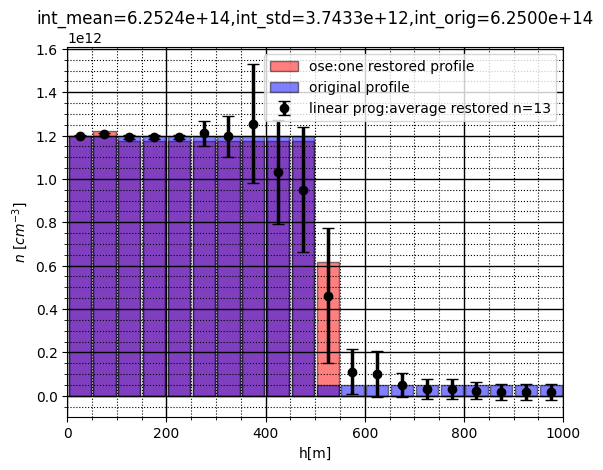 int_mean=6.2524e+14,int_std=3.7433e+12,int_orig=6.2500e+14
1e12
ose:one restored profile
original profile
linear prog:average restored n=13
1.6
1.4
1.2
1.0
0.8
0.6
0.4
0.2
0.0
n [cm⁻³]
0 200 400 600 800 1000
h[m]